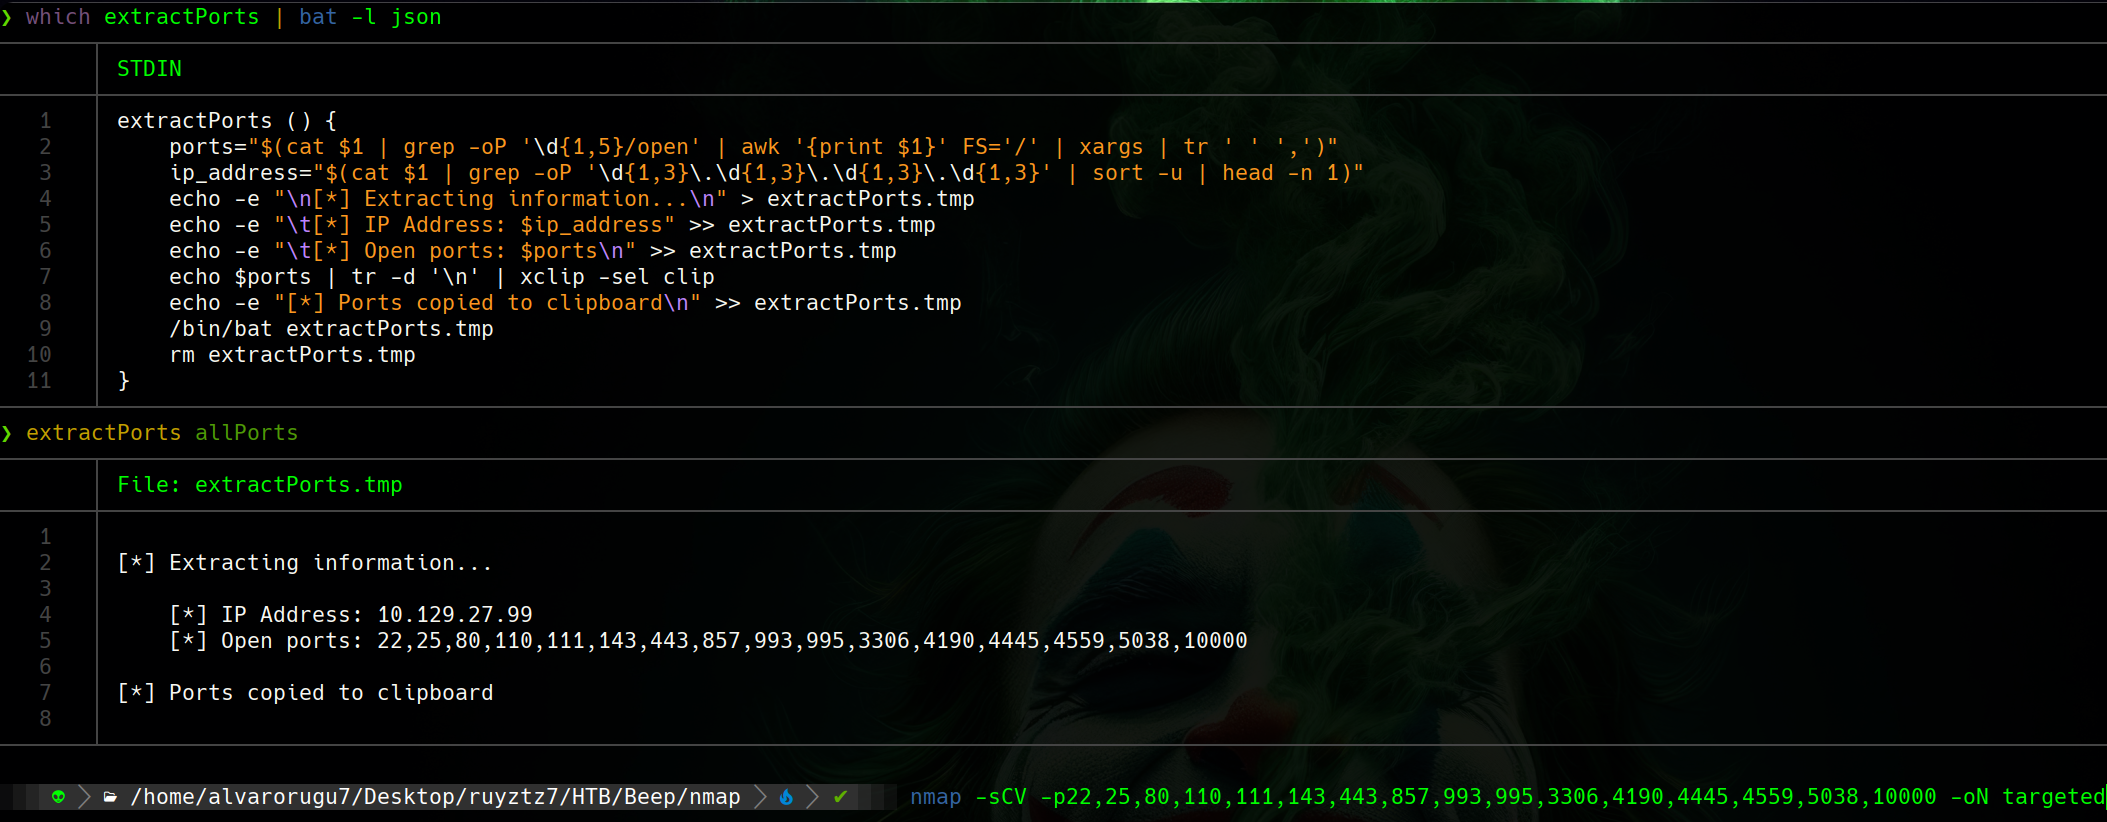 ❯ which extractPorts | bat -l json
STDIN
1 extractPorts () {
2 ports="$(cat $1 | grep -oP '\d{1,5}/open' | awk '{print $1}' FS='/' | xargs | tr ' ' ',')"
3 ip_address="$(cat $1 | grep -oP '\d{1,3}\.\d{1,3}\.\d{1,3}\.\d{1,3}' | sort -u | head -n 1)"
4 echo -e "\n[*] Extracting information...\n" > extractPorts.tmp
5 echo -e "\t[*] IP Address: $ip_address" >> extractPorts.tmp
6 echo -e "\t[*] Open ports: $ports\n" >> extractPorts.tmp
7 echo $ports | tr -d '\n' | xclip -sel clip
8 echo -e "[*] Ports copied to clipboard\n" >> extractPorts.tmp
9 /bin/bat extractPorts.tmp
10 rm extractPorts.tmp
11 }
❯ extractPorts allPorts
File: extractPorts.tmp
1
2 [*] Extracting information...
3
4 [*] IP Address: 10.129.27.99
5 [*] Open ports: 22,25,80,110,111,143,443,857,993,995,3306,4190,4445,4559,5038,10000
6
7 [*] Ports copied to clipboard
8
/home/alvarorugu7/Desktop/ruyztz7/HTB/Beep/nmap ✔ nmap -sCV -p22,25,80,110,111,143,443,857,993,995,3306,4190,4445,4559,5038,10000 -oN targeted